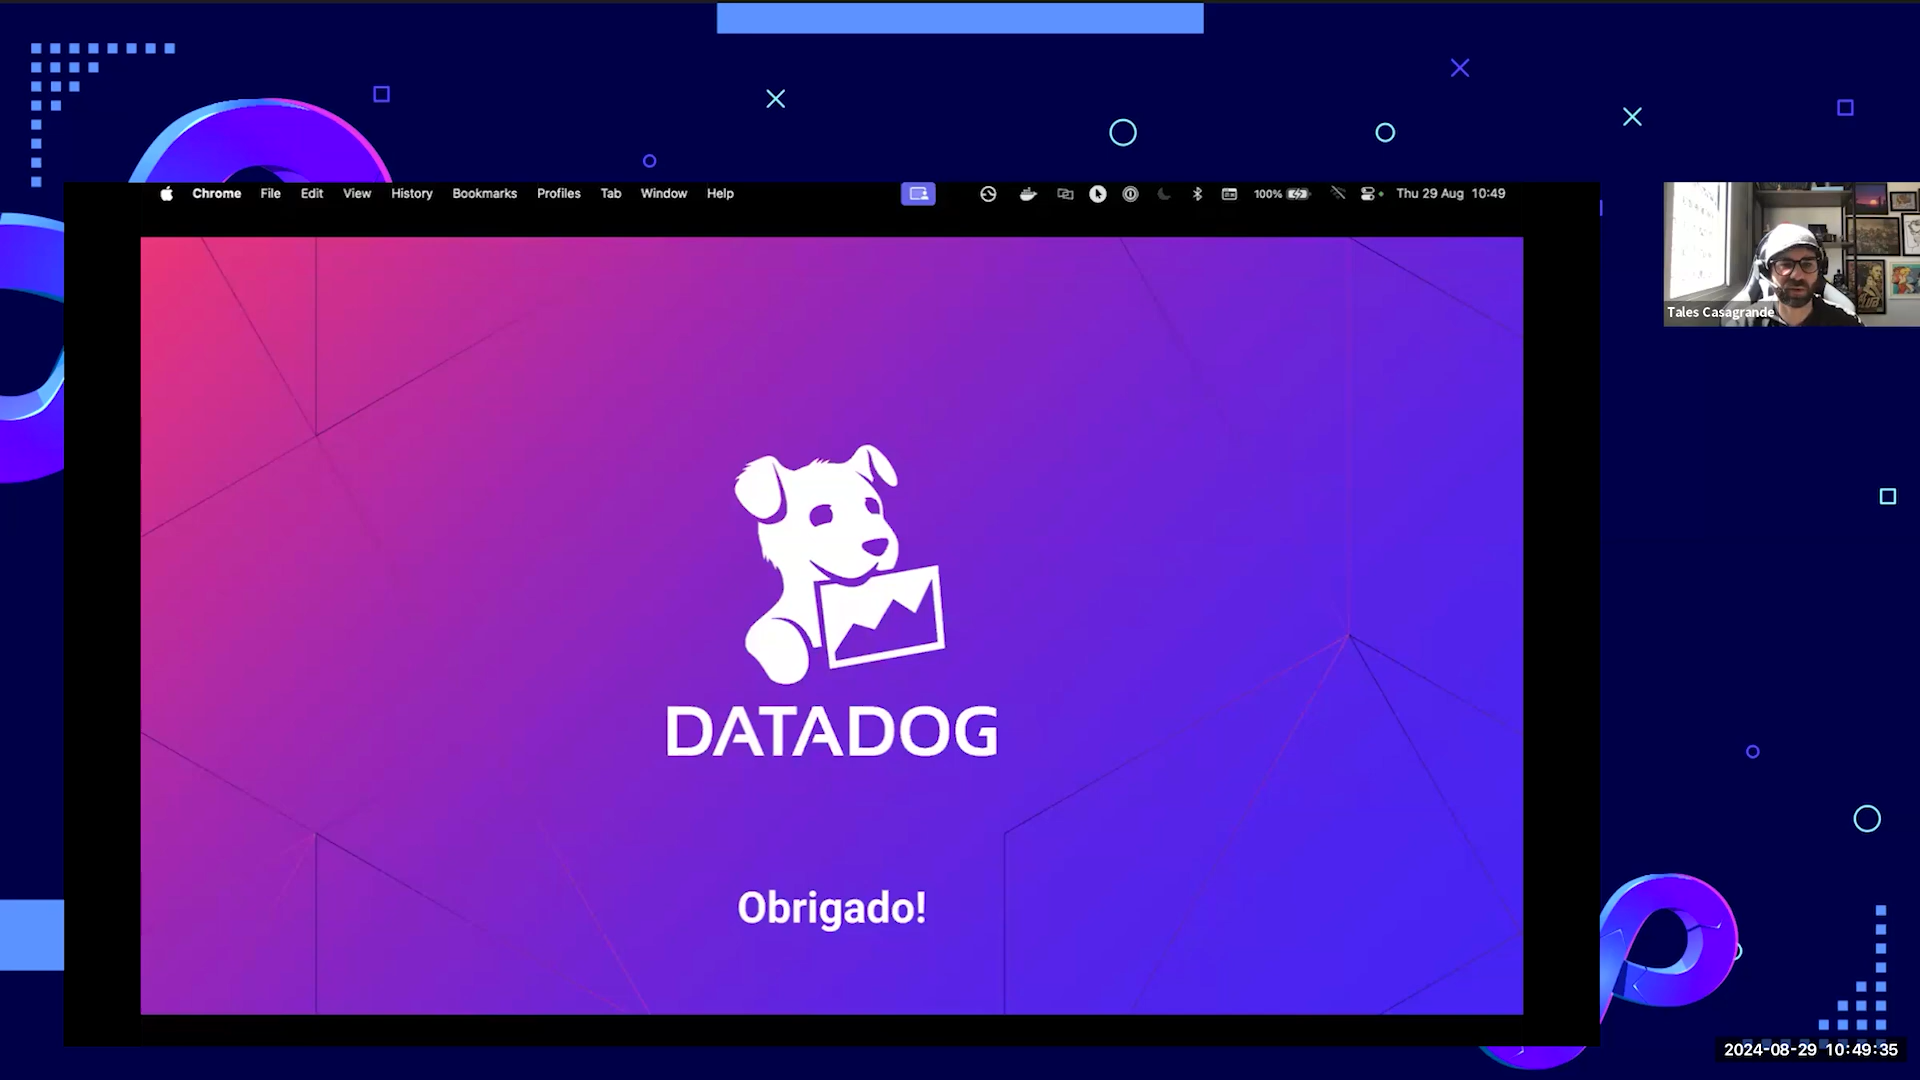 Chrome File Edit View History Bookmarks Profiles Tab Window Help 100% Thu 29 Aug 10:49
Tales Casagrande
DATADOG
Obrigado!
2024-08-29 10:49:35